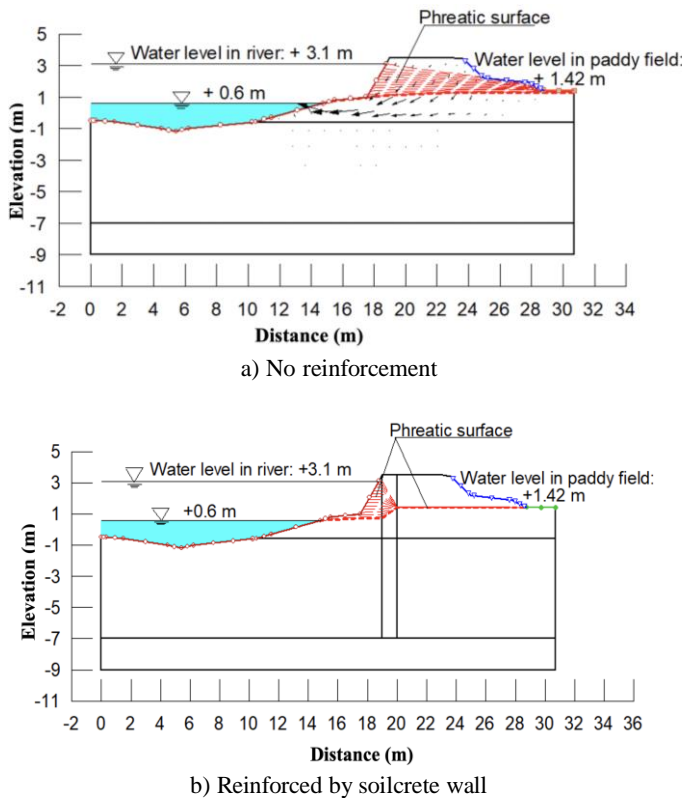 Phreatic surface
Water level in river: + 3.1 m
Water level in paddy field:
+ 1.42 m
+ 0.6 m
5
3
1
-1
-3
-5
-7
-9
-11
Elevation (m)
-2 0 2 4 6 8 10 12 14 16 18 20 22 24 26 28 30 32 34
Distance (m)
a) No reinforcement
Phreatic surface
Water level in river: +3.1 m
Water level in paddy field:
+1.42 m
+0.6 m
5
3
1
-1
-3
-5
-7
-9
-11
Elevation (m)
-2 0 2 4 6 8 10 12 14 16 18 20 22 24 26 28 30 32 34 36
Distance (m)
b) Reinforced by soilcrete wall